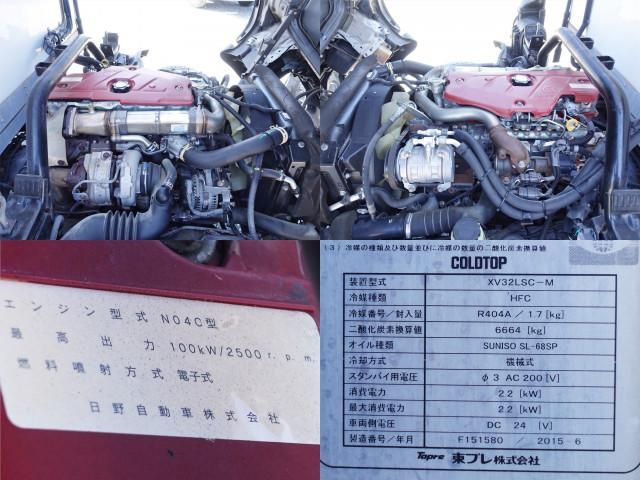 エンジン型式 N04C型
最高出力 100kW/2500r.p.m.
燃料噴射方式 電子式
日野自動車株式会社
(3) 冷媒の種類及び数量並びに冷媒の数量の二酸化炭素換算値
COLDTOP
装置型式 XV32LSC-M
冷媒種類 HFC
冷媒番号/封入量 R404A / 1.7 [kg]
二酸化炭素換算値 6664 [kg]
オイル種類 SUNISO SL-68SP
冷却方式 機械式
スタンバイ用電圧 φ3 AC 200 [V]
消費電力 2.2 [kW]
最大消費電力 2.2 [kW]
車両側電圧 DC 24 [V]
製造番号/年月 F151580 / 2015-6
Topre 東プレ株式会社